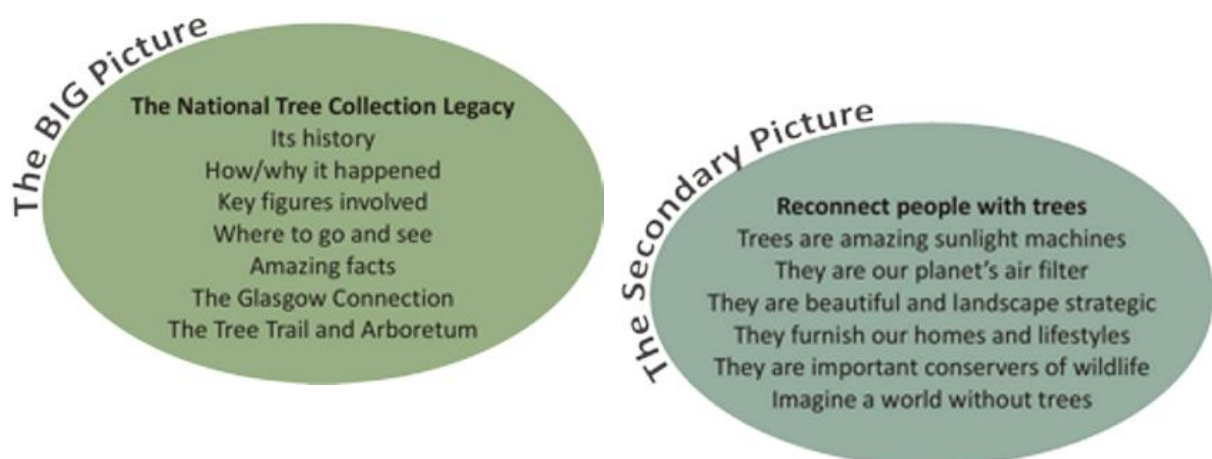 The BIG Picture
The National Tree Collection Legacy
Its history
How/why it happened
Key figures involved
Where to go and see
Amazing facts
The Glasgow Connection
The Tree Trail and Arboretum
The Secondary Picture
Reconnect people with trees
Trees are amazing sunlight machines
They are our planet's air filter
They are beautiful and landscape strategic
They furnish our homes and lifestyles
They are important conservers of wildlife
Imagine a world without trees